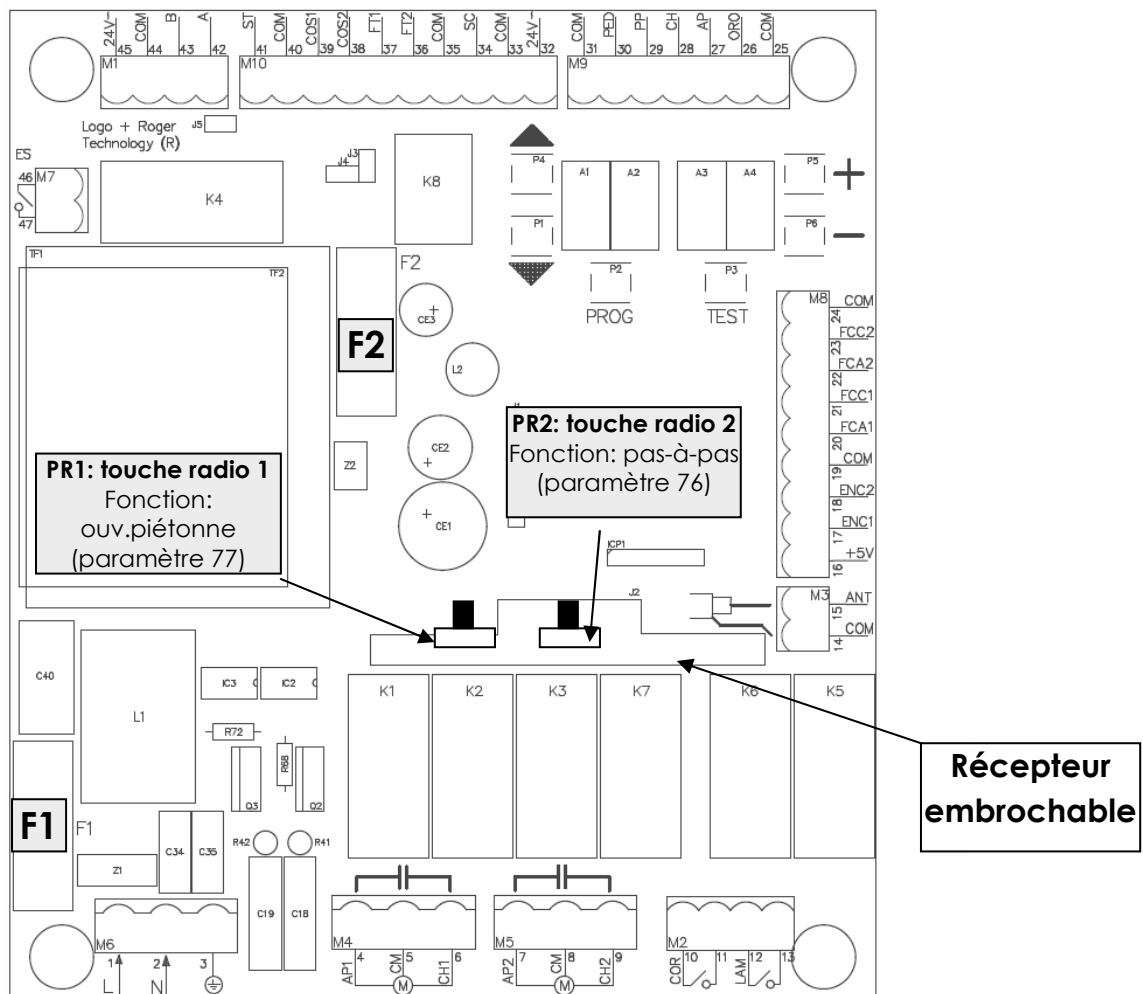 24V- COM B A ST COM COS1 COS2 FT1 FT2 COM SC COM 24V- COM PED PP CH AP ORO COM
45 44 43 42 41 40 39 38 37 36 35 34 33 32 31 30 29 28 27 26 25
M1 M10 M9
Logo + Roger
Technology (R)
J5
ES
46
47
M7
K4
J3
J4
K8
P4
P1
A1 A2 A3 A4
P5
+
P6
-
P2
PROG
P3
TEST
TF1
TF2
F2
F2
CE3
L2
CE2
CE1
Z2
J1
M8
COM
24
FCC2
23
FCA2
22
FCC1
21
FCA1
20
COM
19
ENC2
18
ENC1
17
+5V
16
PR1: touche radio 1
Fonction:
ouv.piétonne
(paramètre 77)
PR2: touche radio 2
Fonction: pas-à-pas
(paramètre 76)
ICP1
J2
M3
ANT
15
COM
14
C40
L1
IC3 IC2
R72
R68
Q3 Q2
K1 K2 K3 K7 K6 K5
Récepteur
embrochable
F1
F1
Z1
C34 C35
R42 R41
C19 C18
M6
1 2 3
L N
M4
AP1 4 CM 5 CH1 6
M
M5
AP2 7 CM 8 CH2 9
M
M2
COR 10 11 LAM 12 13